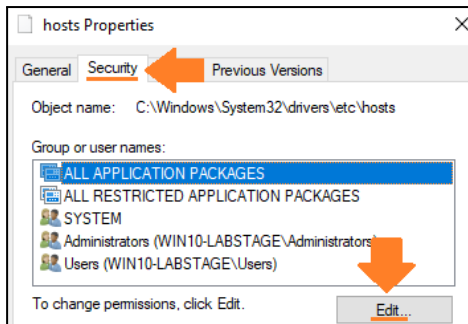 hosts Properties
General Security Previous Versions
Object name: C:\Windows\System32\drivers\etc\hosts
Group or user names:
ALL APPLICATION PACKAGES
ALL RESTRICTED APPLICATION PACKAGES
SYSTEM
Administrators (WIN10-LABSTAGE\Administrators)
Users (WIN10-LABSTAGE\Users)
To change permissions, click Edit.
Edit...